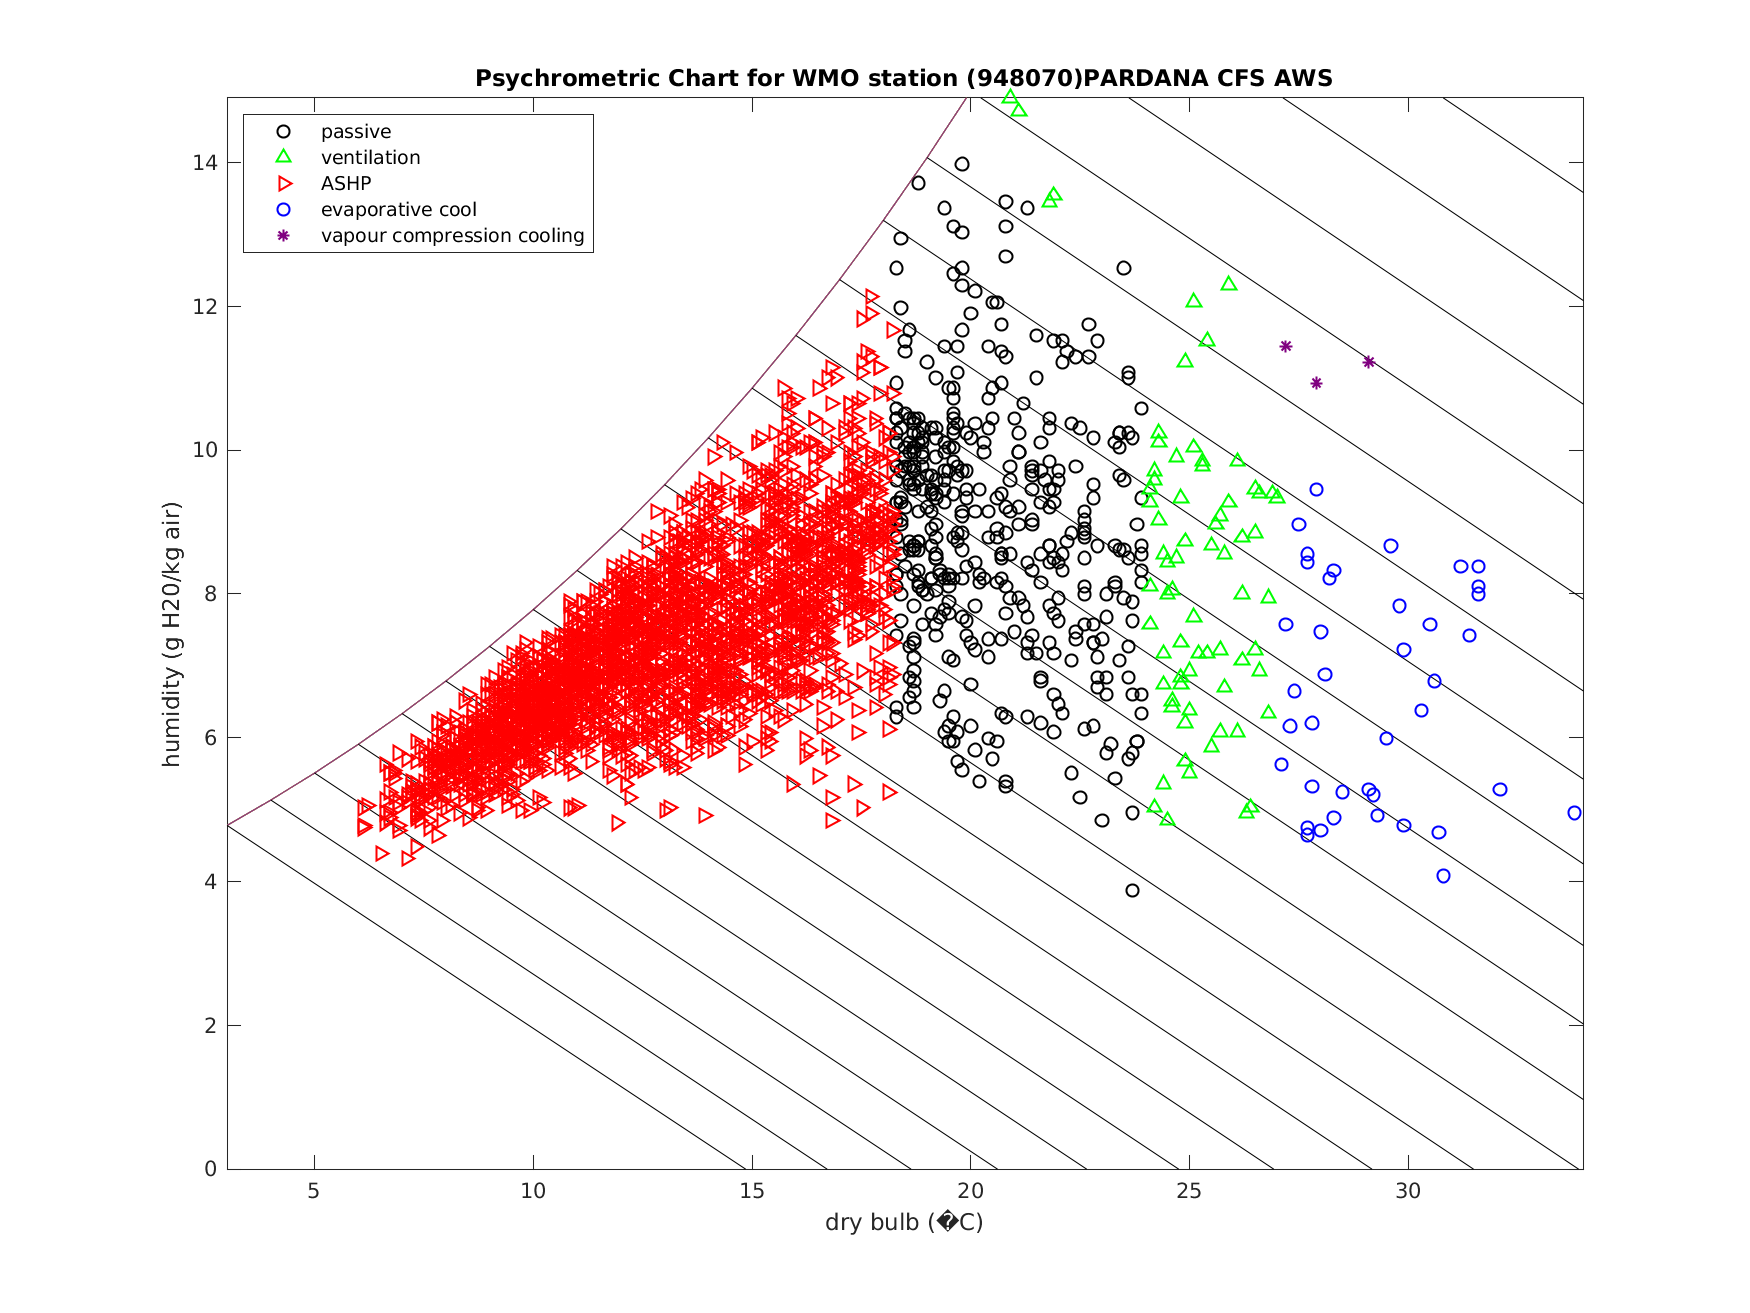 Psychrometric Chart for WMO station (948070)PARDANA CFS AWS
passive
ventilation
ASHP
evaporative cool
vapour compression cooling
humidity (g H20/kg air)
14
12
10
8
6
4
2
0
5 10 15 20 25 30
dry bulb (�C)